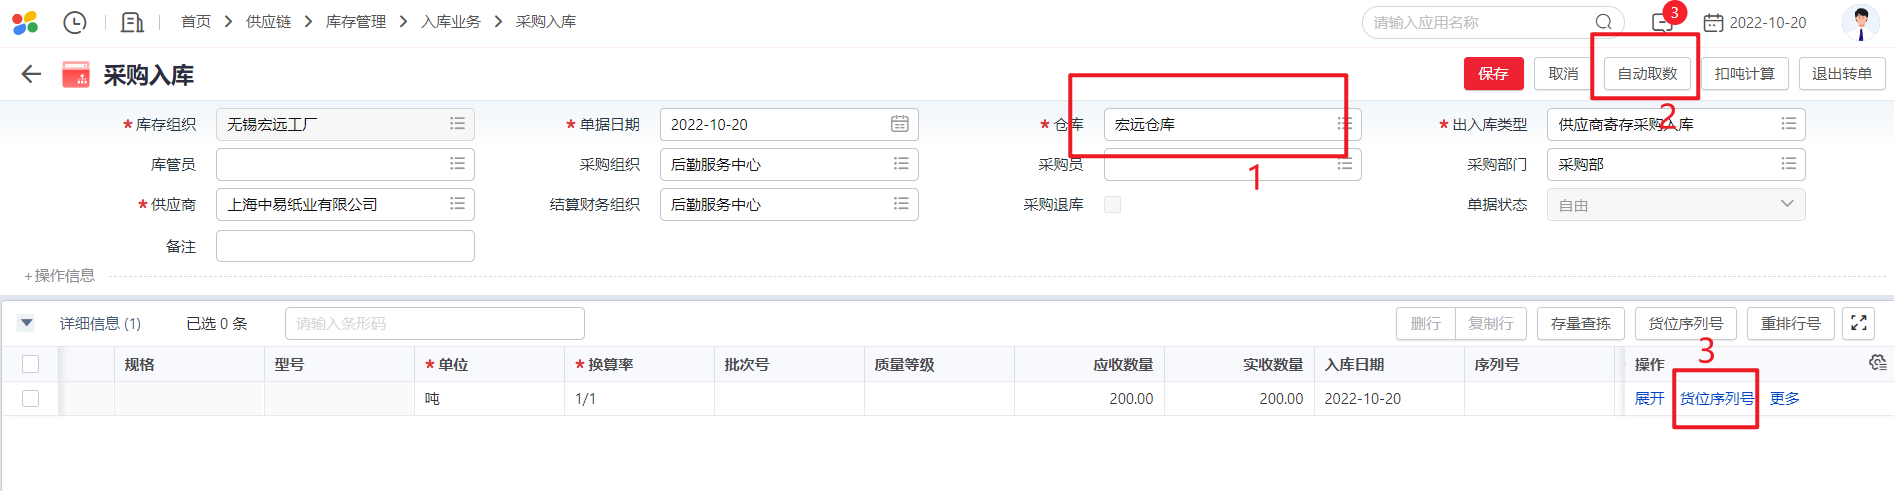 首页 > 供应链 > 库存管理 > 入库业务 > 采购入库 请输入应用名称 3 2022-10-20
采购入库 保存 取消 自动取数 扣吨计算 退出转单
* 库存组织 无锡宏远工厂 * 单据日期 2022-10-20 * 仓库 宏远仓库 * 出入库类型 供应商寄存采购入库
2
库管员 采购组织 后勤服务中心 采购员 采购部门 采购部
1
* 供应商 上海中易纸业有限公司 结算财务组织 后勤服务中心 采购退库 单据状态 自由
备注
+操作信息
详细信息 (1) 已选 0 条 请输入条形码 删行 复制行 存量查拣 货位序列号 重排行号
3
规格 型号 * 单位 * 换算率 批次号 质量等级 应收数量 实收数量 入库日期 序列号 操作
吨 1/1 200.00 200.00 2022-10-20 展开 货位序列号 更多